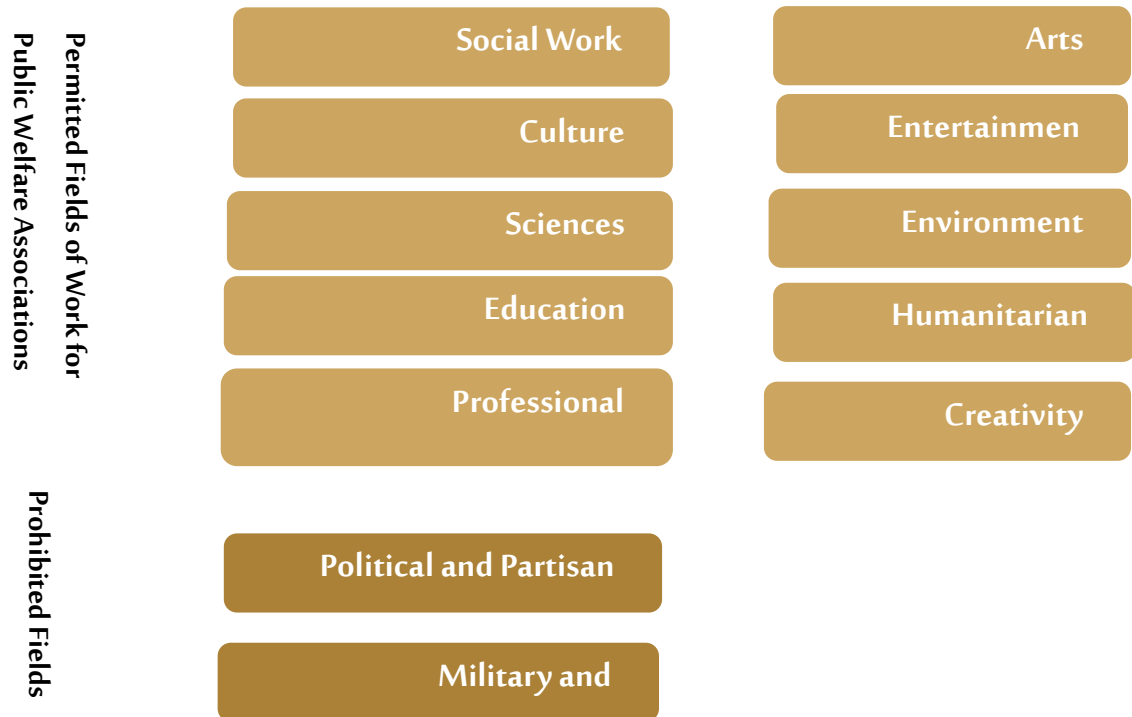 Permitted Fields of Work for
Public Welfare Associations
Social Work
Arts
Culture
Entertainmen
Sciences
Environment
Education
Humanitarian
Professional
Creativity
Prohibited Fields
Political and Partisan
Military and